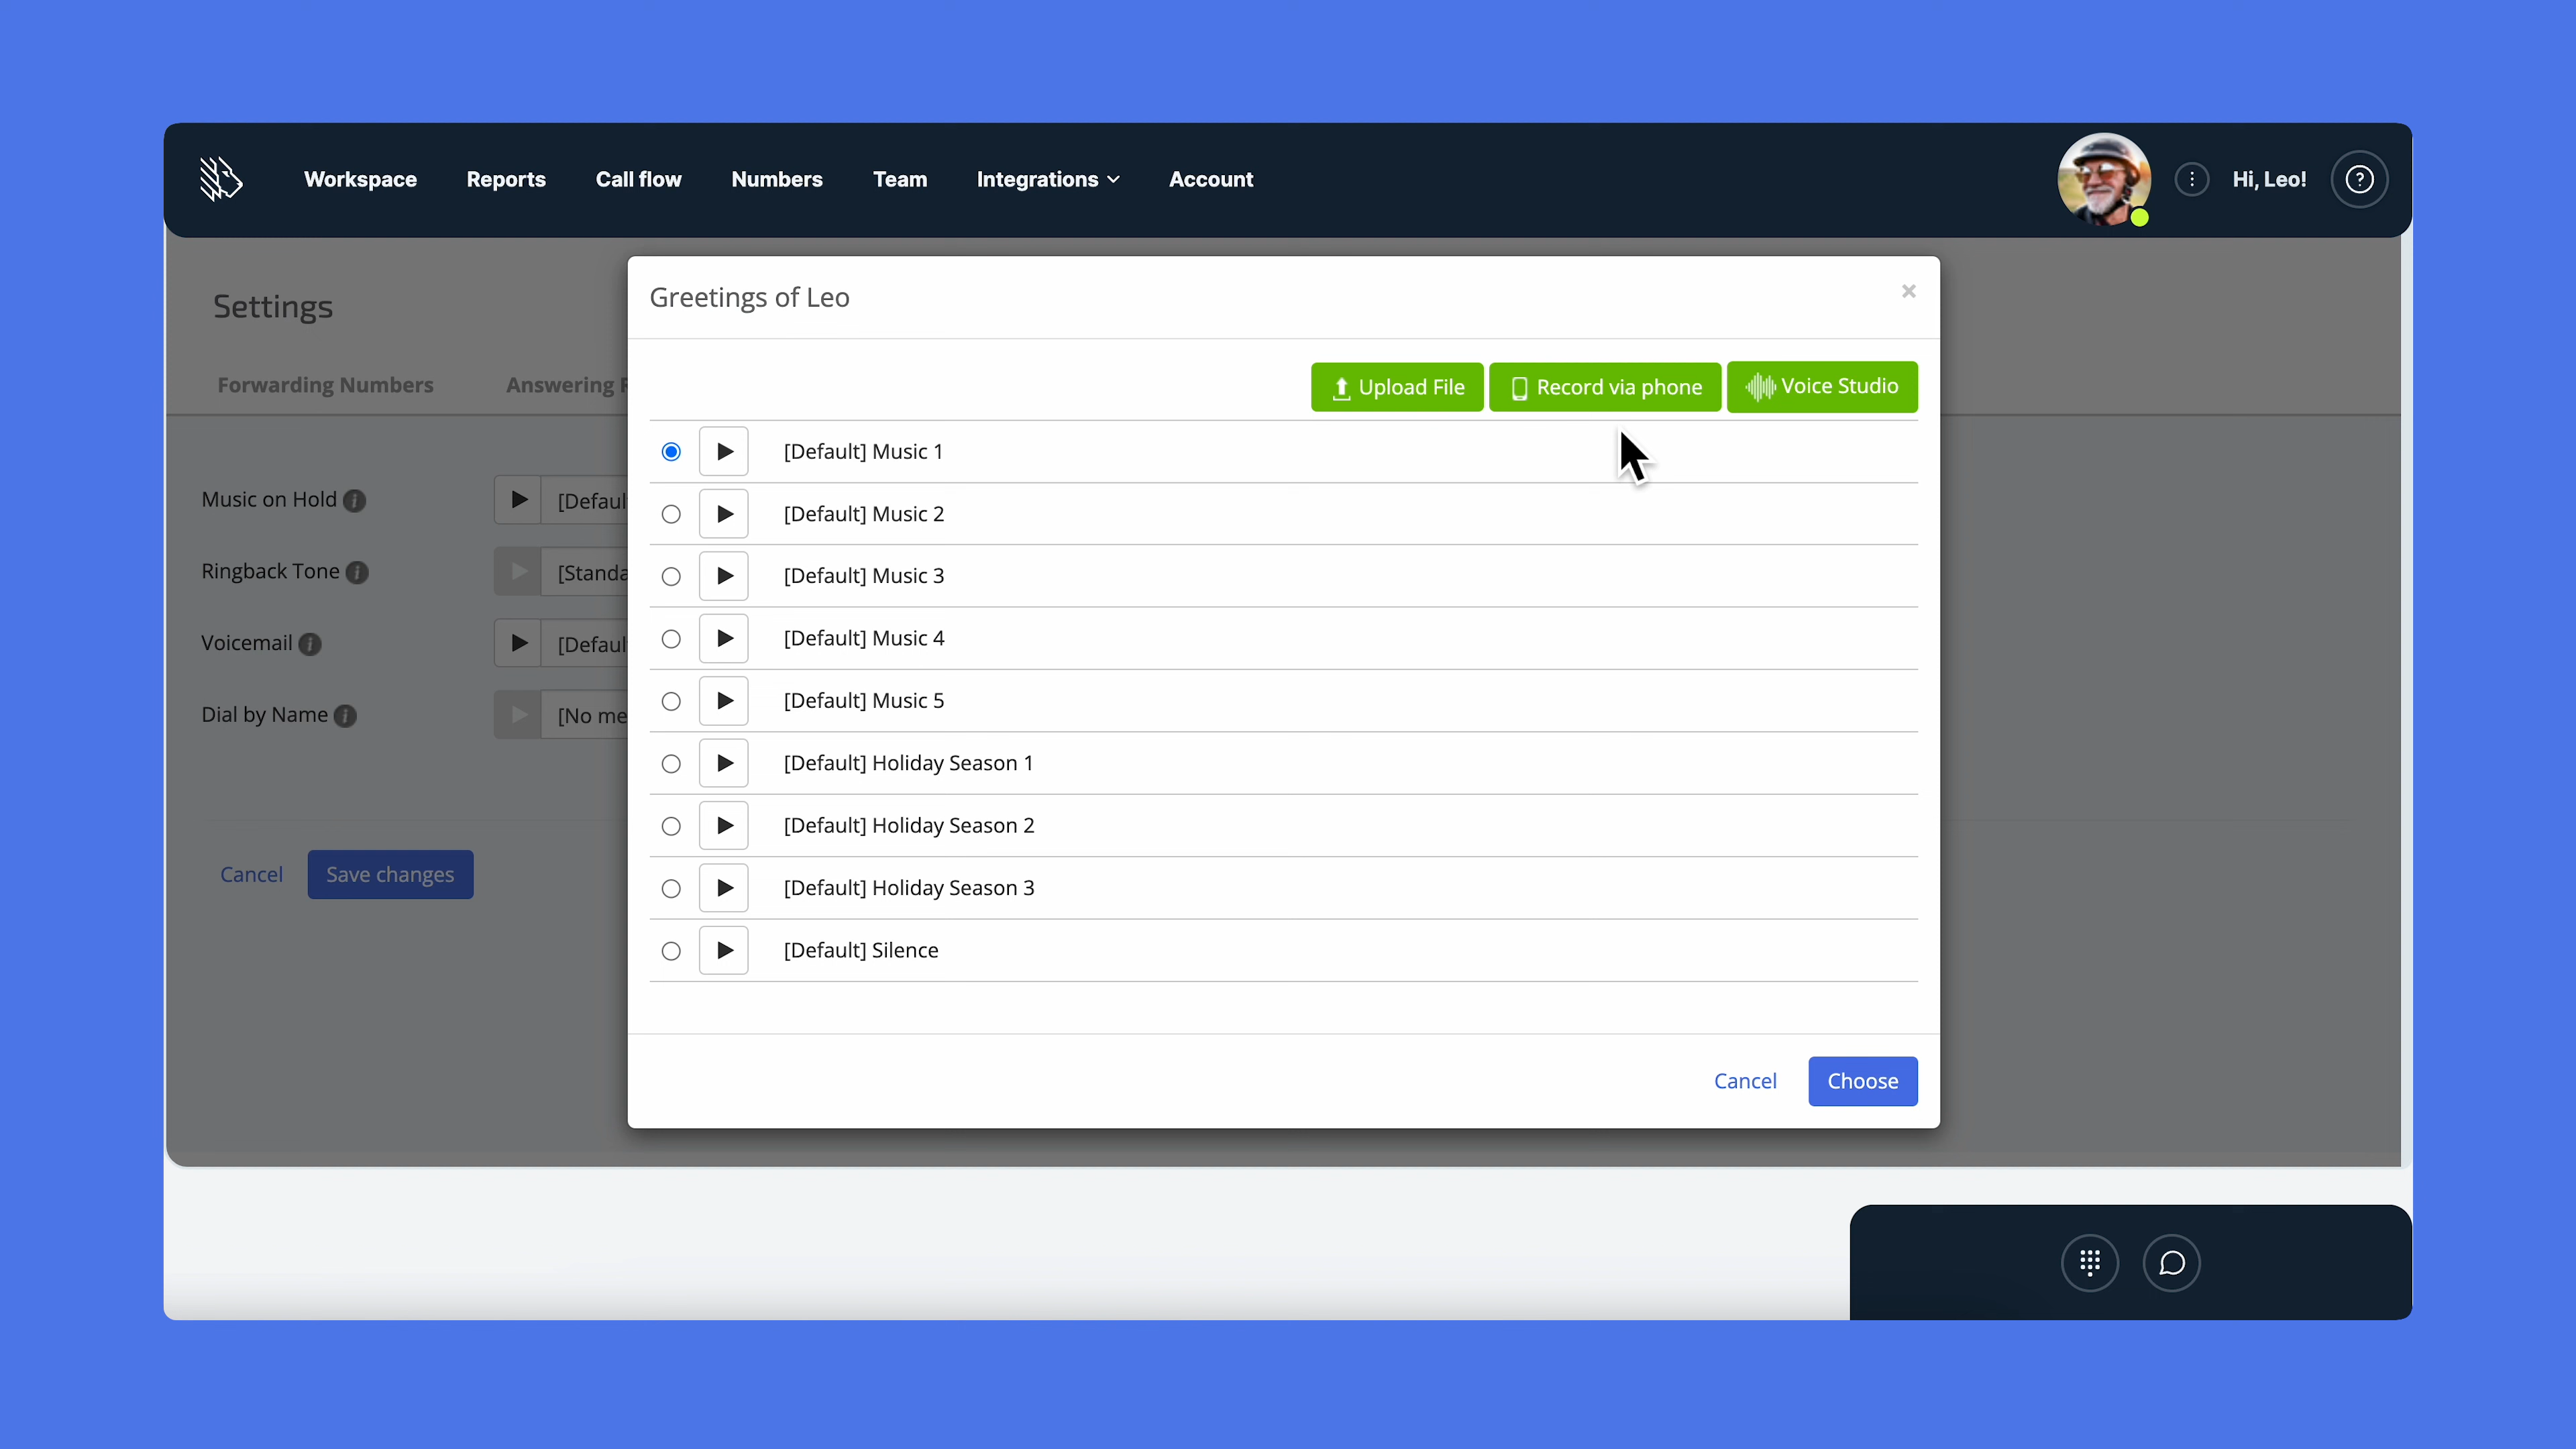 Workspace Reports Call flow Numbers Team Integrations Account Hi, Leo! ?
Settings
Greetings of Leo ×
Forwarding Numbers Answering
Upload File Record via phone Voice Studio
Music on Hold i [Defaul
Ringback Tone i [Standa
Voicemail i [Defaul
Dial by Name i [No me
Cancel Save changes
[Default] Music 1
[Default] Music 2
[Default] Music 3
[Default] Music 4
[Default] Music 5
[Default] Holiday Season 1
[Default] Holiday Season 2
[Default] Holiday Season 3
[Default] Silence
Cancel Choose